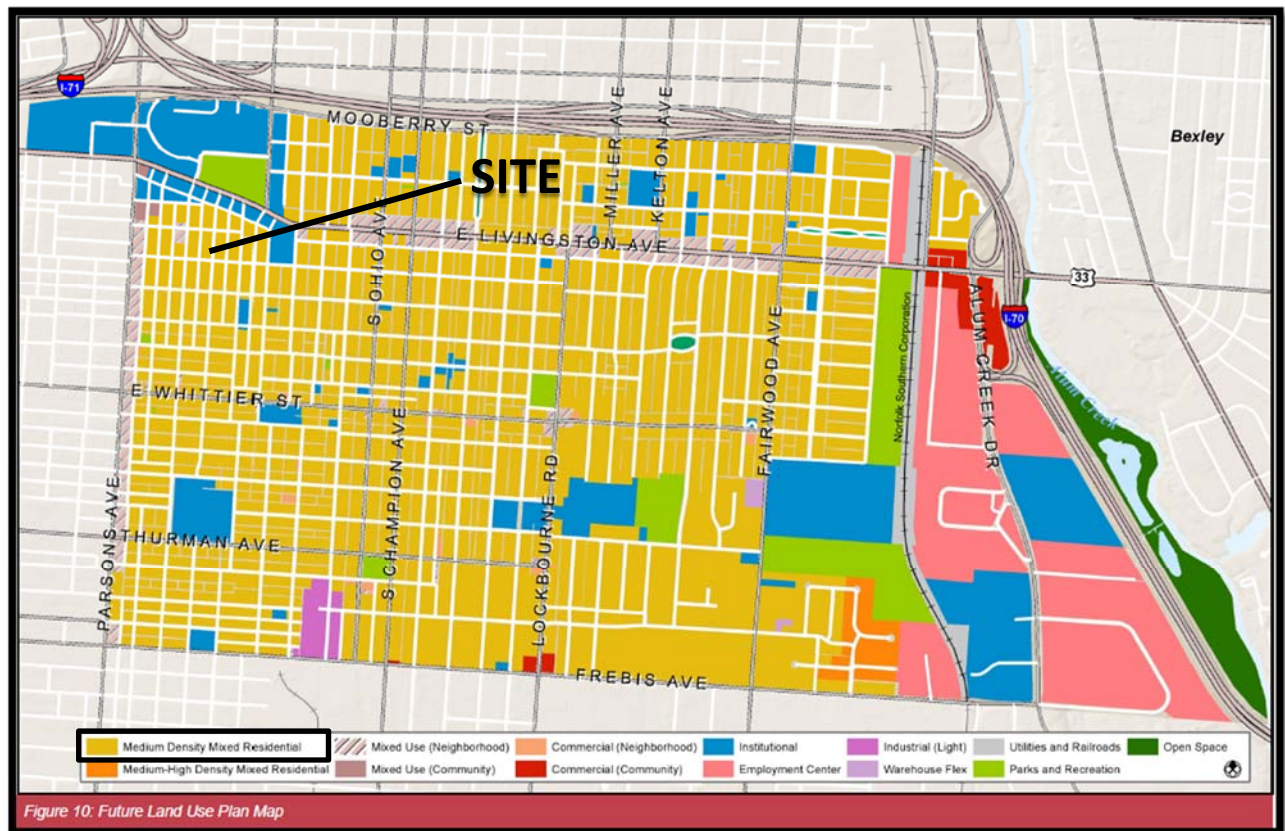 I-71
MOOBERRY ST
MILLER AVE
KELTON AVE
Bexley
SITE
S OHIO AVE
E LIVINGSTON AVE
33
ALUM CREEK DR
I-70
FAIRWOOD AVE
Norfolk Southern Corporation
Alum Creek
E WHITTIER ST
S CHAMPION AVE
LOCKBOURNE RD
PARSONS AVE
THURMAN AVE
FREBIS AVE
Medium Density Mixed Residential
Mixed Use (Neighborhood)
Commercial (Neighborhood)
Institutional
Industrial (Light)
Utilities and Railroads
Open Space
Medium-High Density Mixed Residential
Mixed Use (Community)
Commercial (Community)
Employment Center
Warehouse Flex
Parks and Recreation
Figure 10: Future Land Use Plan Map